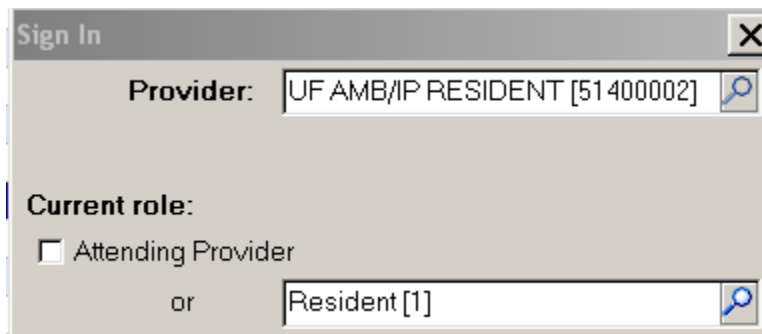 Sign In
Provider: UF AMB/IP RESIDENT [51400002]
Current role:
Attending Provider
or Resident [1]